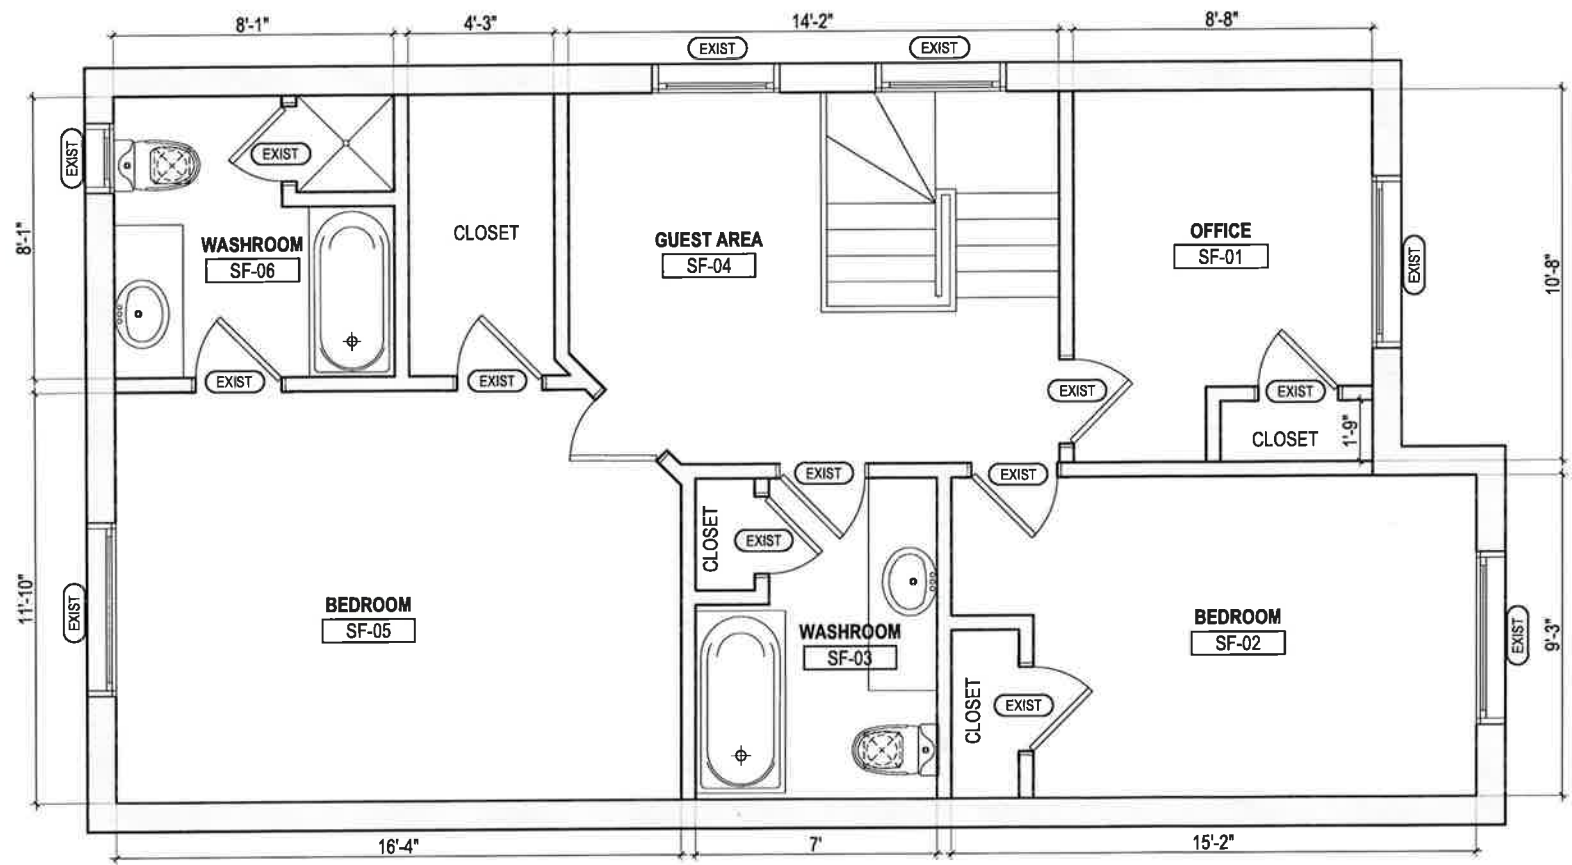 8'-1"
4'-3"
14'-2"
8'-8"
EXIST
EXIST
EXIST
EXIST
8'-1"
WASHROOM
SF-06
CLOSET
GUEST AREA
SF-04
OFFICE
SF-01
EXIST
10'-8"
EXIST
EXIST
EXIST
EXIST
CLOSET
1'-9"
EXIST
EXIST
CLOSET
EXIST
11'-10"
EXIST
BEDROOM
SF-05
WASHROOM
SF-03
BEDROOM
SF-02
EXIST
9'-3"
CLOSET
EXIST
16'-4"
7'
15'-2"